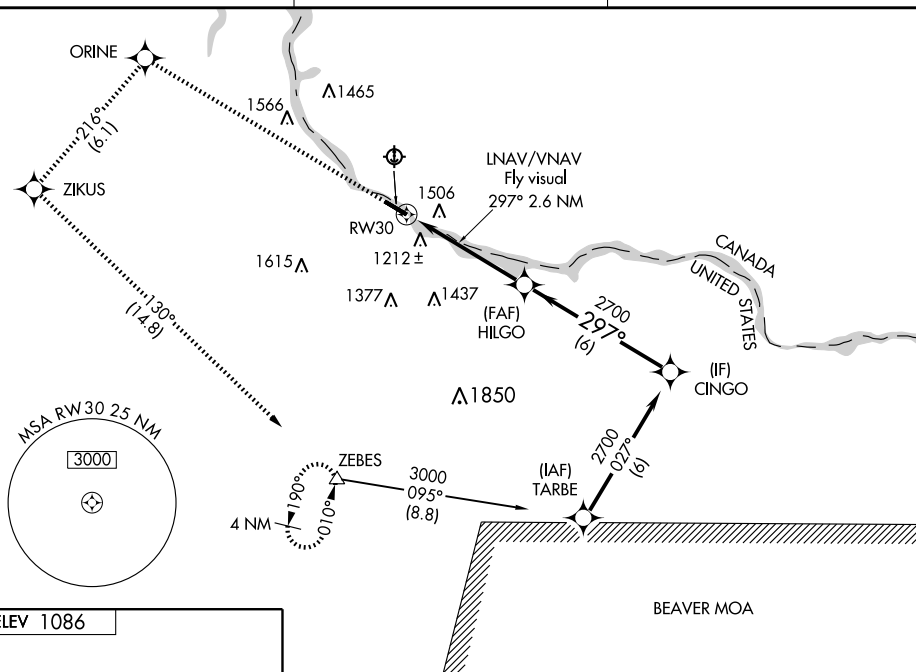 ORINE
1465
1566
216°
(6.1)
LNAV/VNAV
Fly visual
297° 2.6 NM
ZIKUS
1506
RW30
1212±
CANADA
UNITED STATES
1615
1377
1437
(FAF)
HILGO
2700
297°
(6)
130°
(14.8)
(IF)
CINGO
1850
MSA RW30 25 NM
3000
ZEBES
3000
095°
(8.8)
(IAF)
TARBE
2700
027°
(6)
190°
010°
4 NM
BEAVER MOA
ELEV 1086